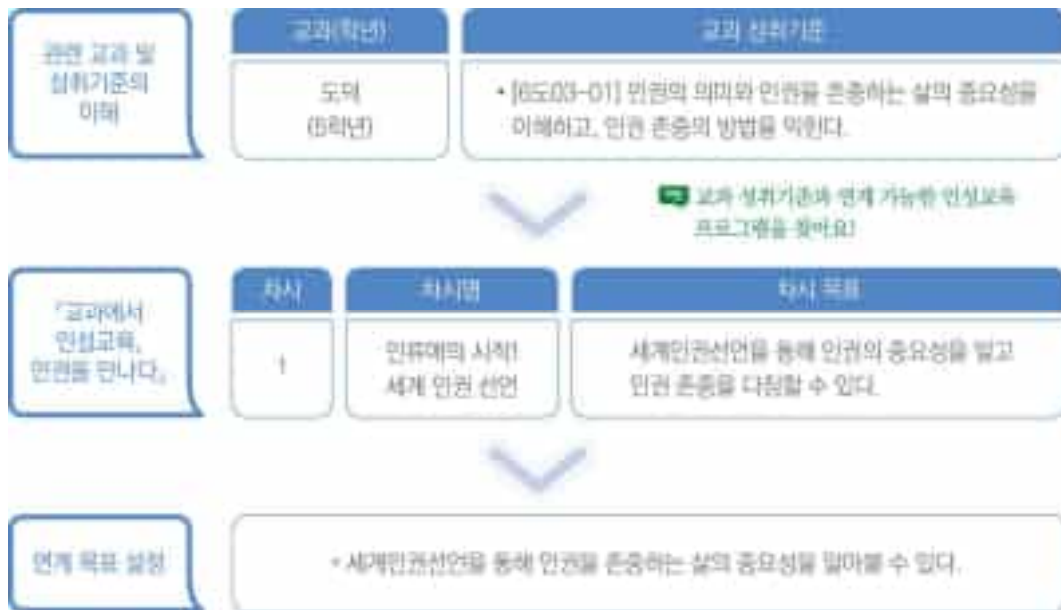 관련 교과 및
성취기준의
이해
교과(학년)
교과 성취기준
도덕
(5학년)
• [6도03-01] 인권의 의미와 인권을 존중하는 삶의 중요성을
이해하고, 인권 존중의 방법을 익힌다.
교과 성취기준과 연계 가능한 인성교육
프로그램을 찾아요!
『교과에서
인성교육,
인권을 만나다』
차시
차시명
차시 목표
1
인류애의 시작!
세계 인권 선언
세계인권선언을 통해 인권의 중요성을 알고
인권 존중을 다짐할 수 있다.
연계 목표 설정
• 세계인권선언을 통해 인권을 존중하는 삶의 중요성을 알아볼 수 있다.